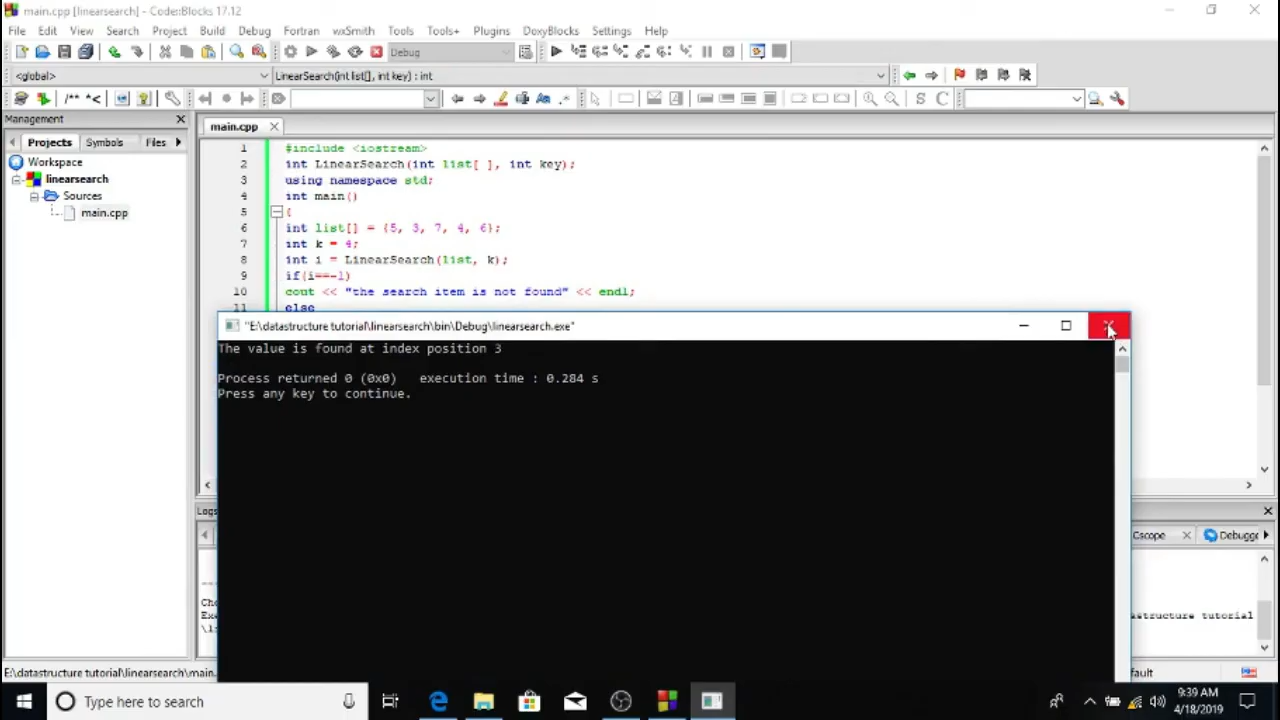 main.cpp [linearsearch] - Code::Blocks 17.12
File Edit View Search Project Build Debug Fortran wxSmith Tools Tools+ Plugins DoxyBlocks Settings Help
Debug
<global> LinearSearch(int list[], int key) : int
/** *<
S C
Management
main.cpp
Projects Symbols Files
Workspace
linearsearch
Sources
main.cpp
1 #include <iostream>
2 int LinearSearch(int list[ ], int key);
3 using namespace std;
4 int main()
5 {
6 int list[] = {5, 3, 7, 4, 6};
7 int k = 4;
8 int i = LinearSearch(list, k);
9 if(i==-1)
10 cout << "the search item is not found" << endl;
11 else
"E:\datastructure tutorial\linearsearch\bin\Debug\linearsearch.exe"
The value is found at index position 3
Process returned 0 (0x0) execution time : 0.284 s
Press any key to continue.
Logs
Cscope Debugge
Che
Exe
astructure tutorial
\li
E:\datastructure tutorial\linearsearch\main.
fault
Type here to search
9:39 AM
4/18/2019